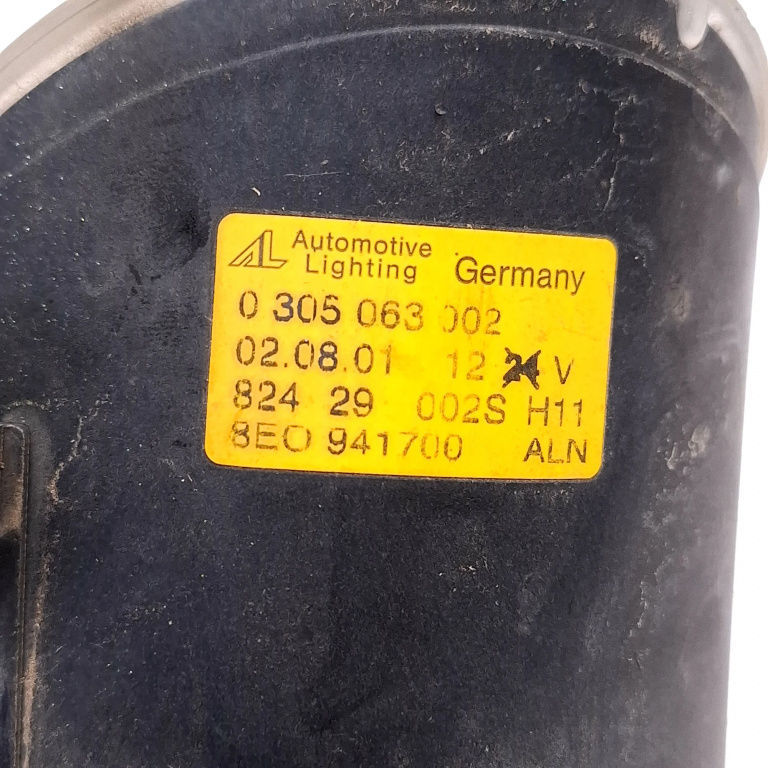 AL Automotive
Lighting Germany
0 305 063 002
02.08.01 12 24 V
824 29 002S H11
8E0 941700 ALN